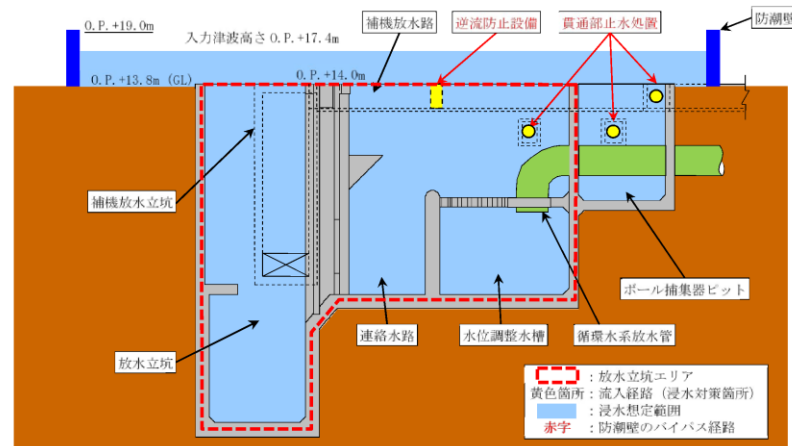 O.P.+19.0m
入力津波高さO.P.+17.4m
補機放水路
逆流防止設備
貫通部止水処置
防潮壁
O.P.+13.8m (GL)
O.P.+14.0m
補機放水立坑
ボール捕集器ピット
放水立坑
連絡水路
水位調整水槽
循環水系放水管
：放水立坑エリア
黄色箇所：流入経路（浸水対策箇所）
：浸水想定範囲
赤字：防潮壁のバイパス経路